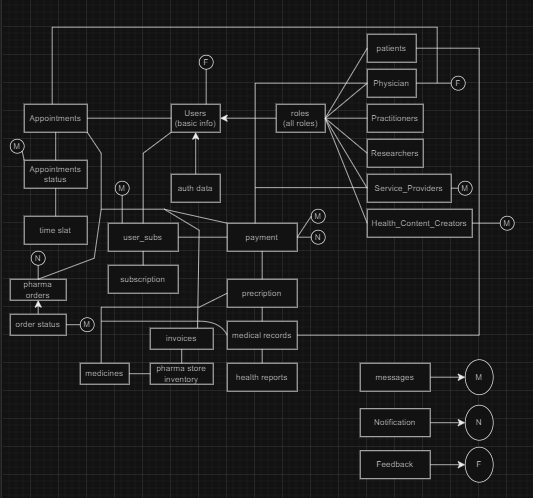 patients
F
Physician
F
Appointments
Users
(basic info)
roles
(all roles)
Practitioners
M
Researchers
Appointments
status
auth data
M
Service_Providers
M
time slat
user_subs
payment
M
N
Health_Content_Creators
M
N
subscription
pharma
orders
precription
order status
M
invoices
medical records
medicines
pharma store
inventory
health reports
messages
M
Notification
N
Feedback
F